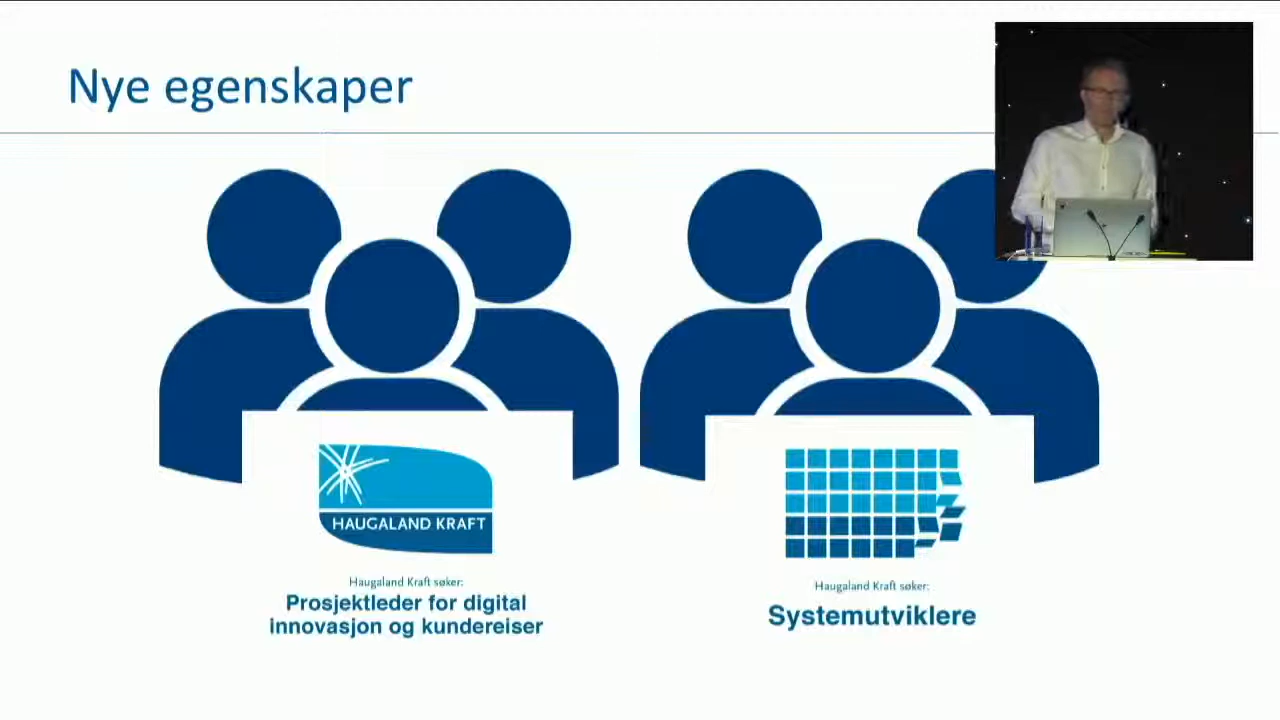 Nye egenskaper
HAUGALAND KRAFT
Haugaland Kraft søker:
Prosjektleder for digital
innovasjon og kundereiser
Haugaland Kraft søker:
Systemutviklere